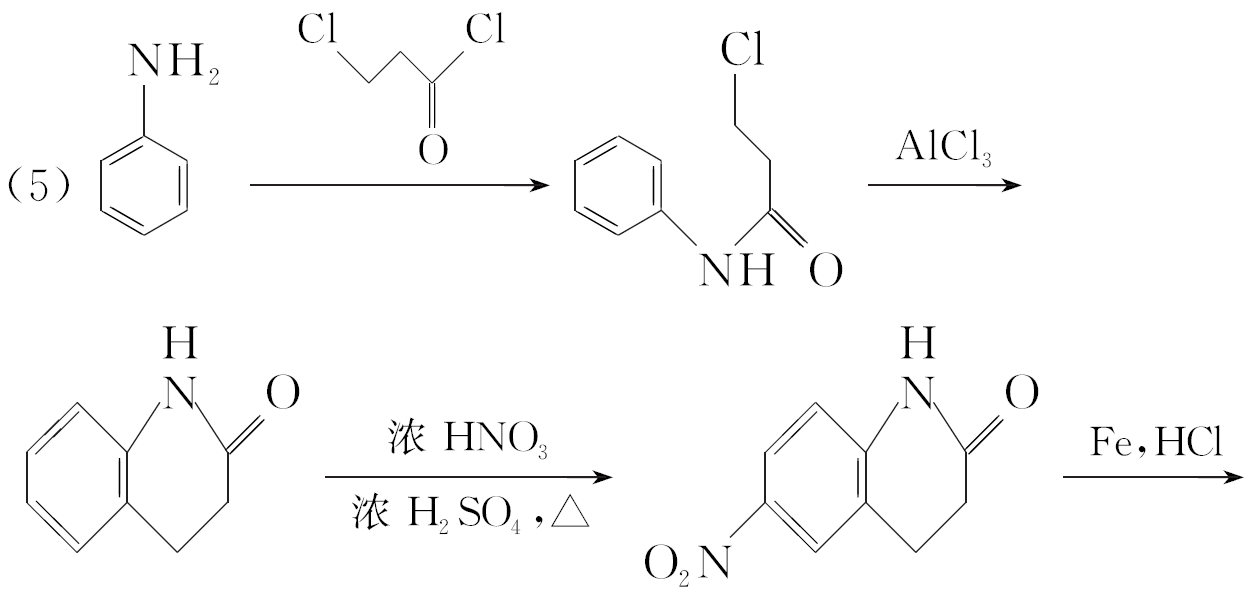 Cl Cl
NH₂ Cl
O
(5) AlCl₃
NH O
H H
N O N O
浓 HNO₃ Fe,HCl
浓 H₂SO₄,△
O₂N